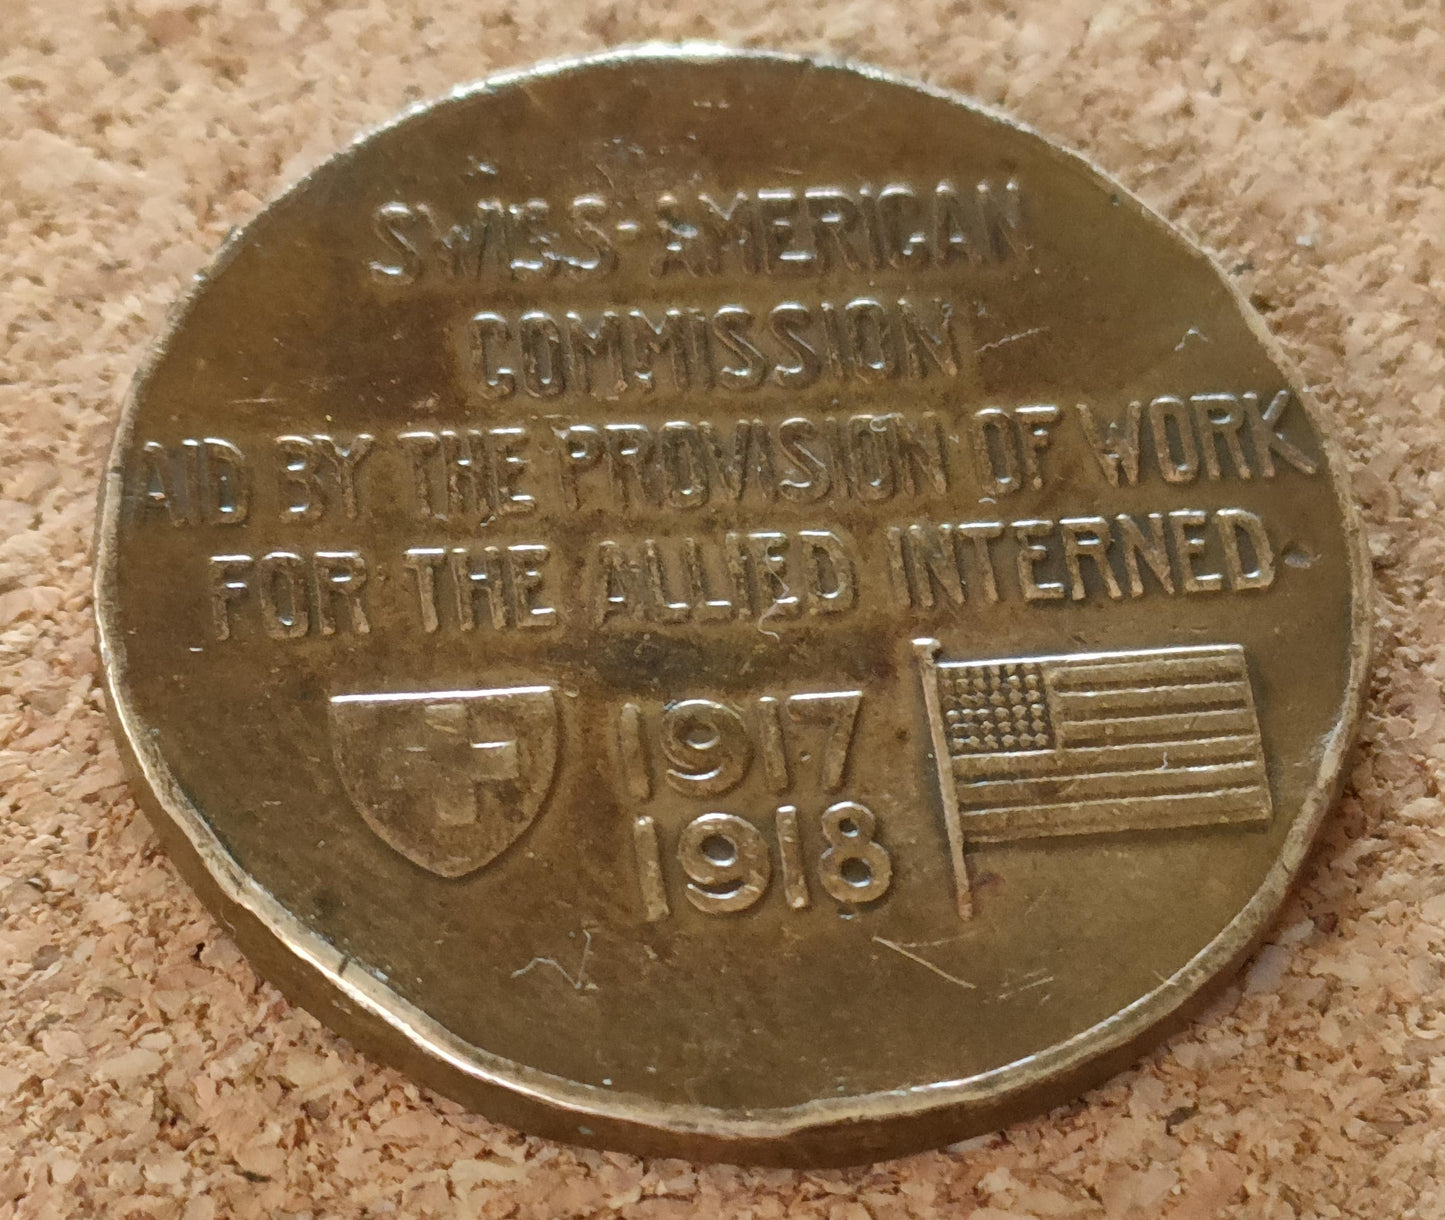 SWISS-AMERICAN
COMMISSION
AID BY THE PROVISION OF WORK
FOR THE ALLIED INTERNED
1917
1918